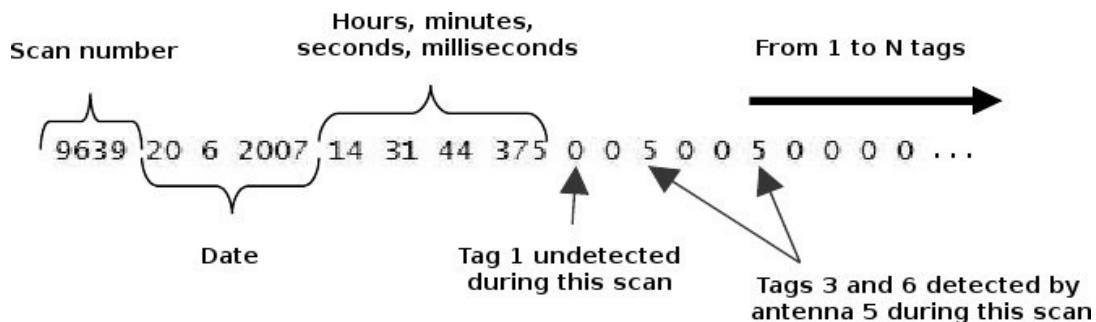 Hours, minutes,
seconds, milliseconds
Scan number
From 1 to N tags
9639 20 6 2007 14 31 44 375 0 0 5 0 0 5 0 0 0 0 ...
Date
Tag 1 undetected
during this scan
Tags 3 and 6 detected by
antenna 5 during this scan